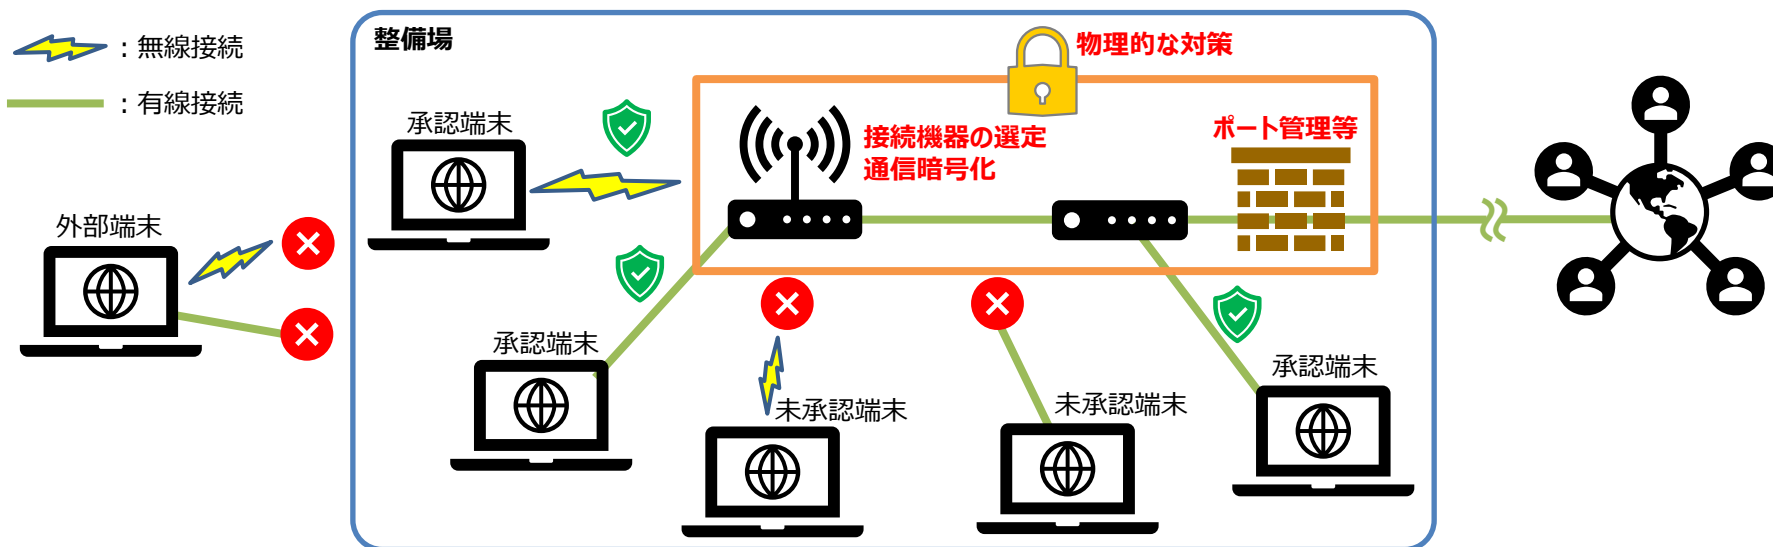 ：無線接続
：有線接続
整備場
物理的な対策
承認端末
接続機器の選定
通信暗号化
ポート管理等
外部端末
承認端末
未承認端末
未承認端末
承認端末